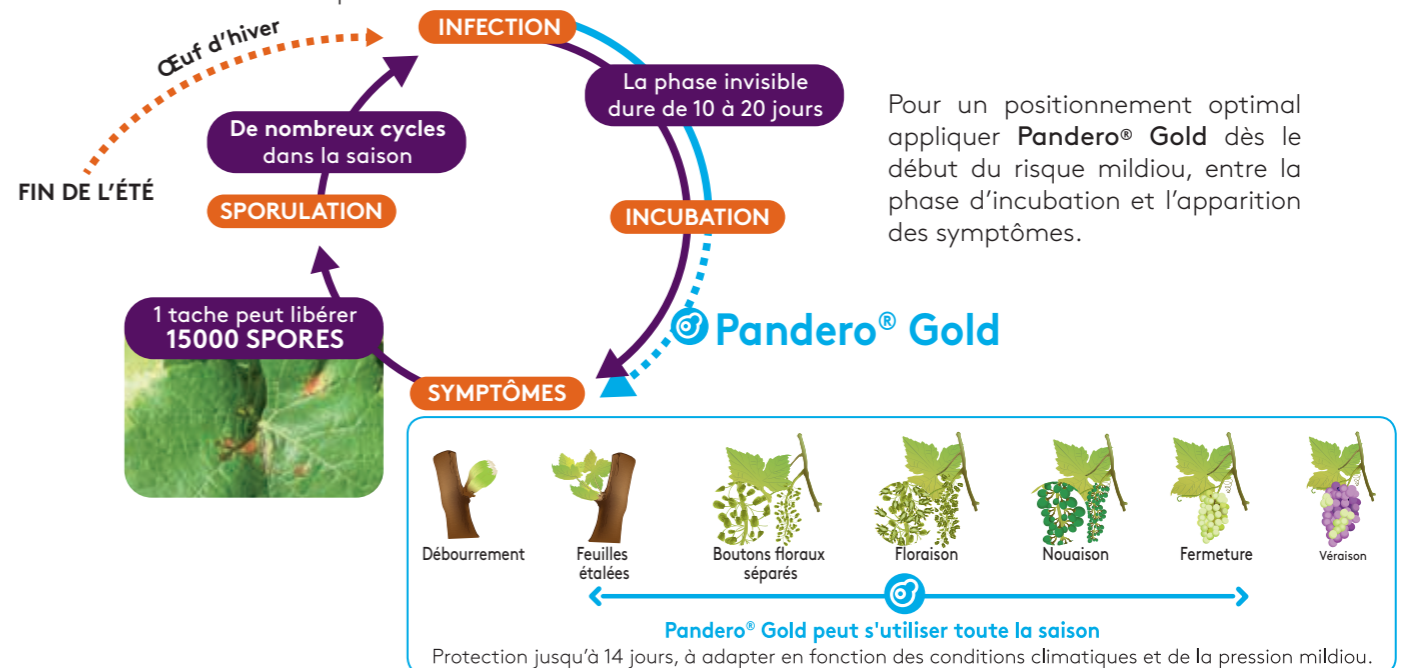 INFECTION
Œuf d'hiver
La phase invisible
dure de 10 à 20 jours
De nombreux cycles
dans la saison
FIN DE L'ÉTÉ
SPORULATION
INCUBATION
Pour un positionnement optimal
appliquer Pandero® Gold dès le
début du risque mildiou, entre la
phase d'incubation et l'apparition
des symptômes.
1 tache peut libérer
15000 SPORES
Pandero® Gold
SYMPTÔMES
Débourrement
Feuilles
étalées
Boutons floraux
séparés
Floraison
Nouaison
Fermeture
Véraison
Pandero® Gold peut s'utiliser toute la saison
Protection jusqu'à 14 jours, à adapter en fonction des conditions climatiques et de la pression mildiou.